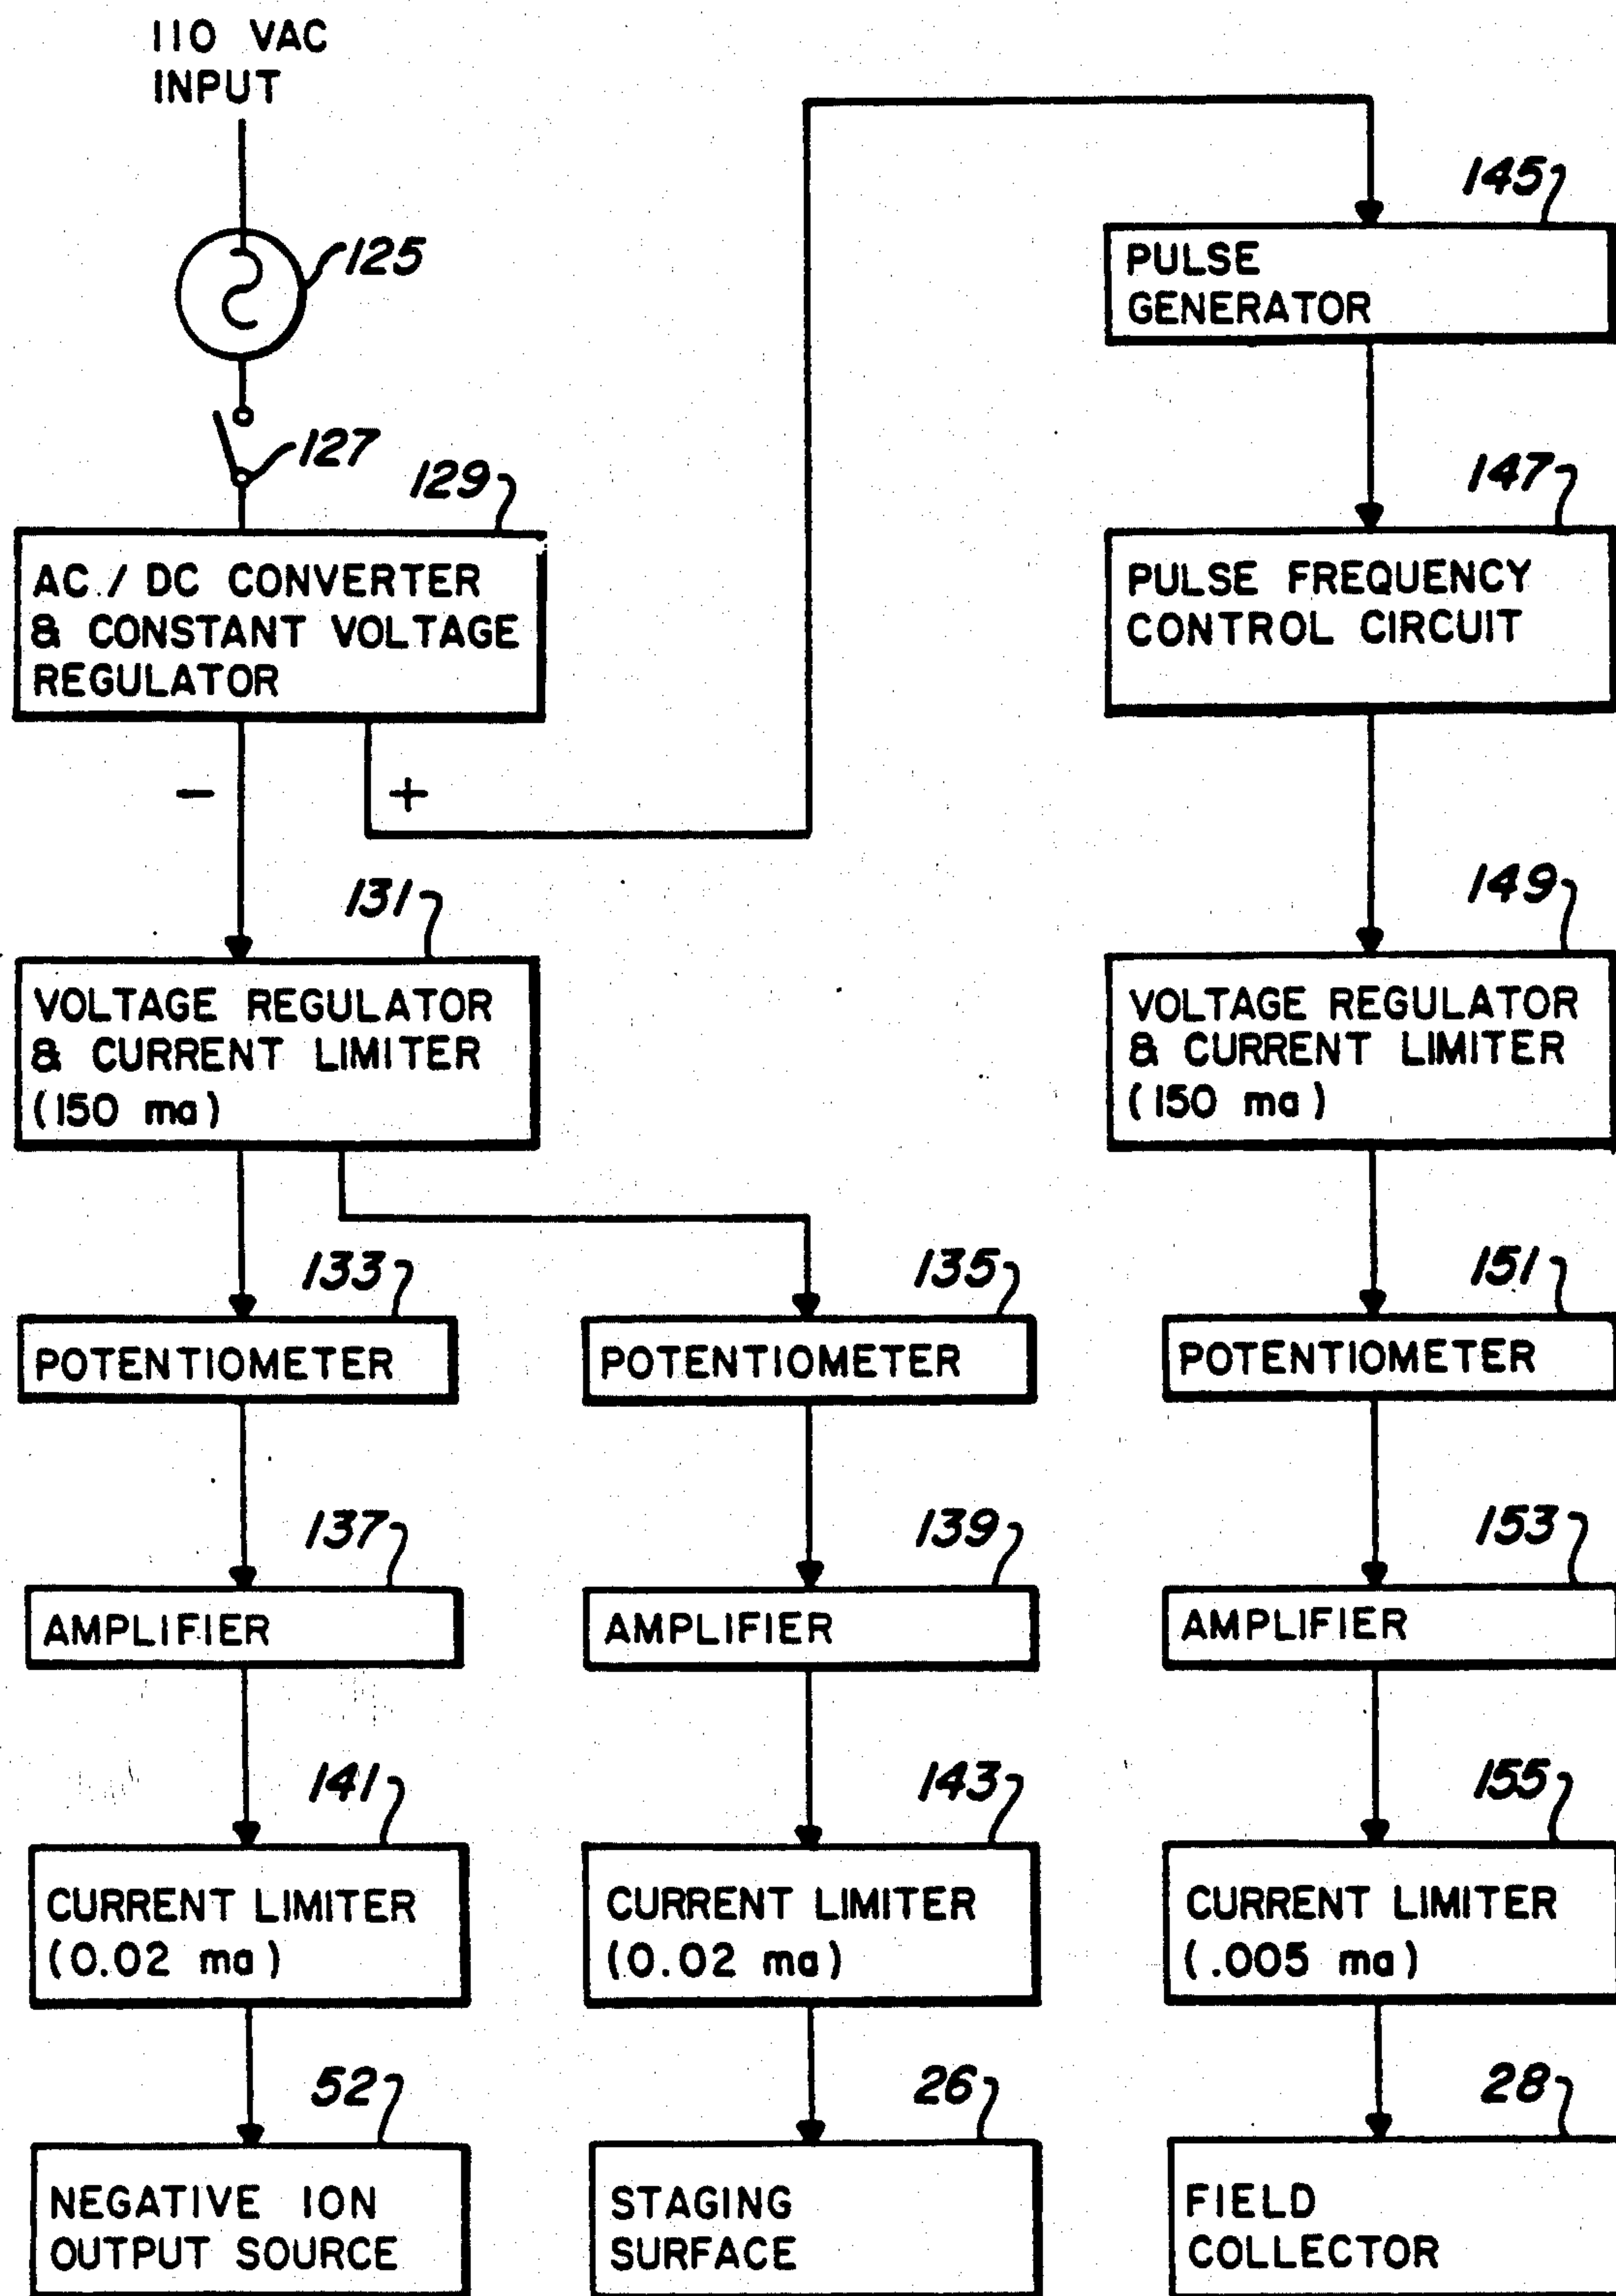 110 VAC
INPUT
125
127
129
AC / DC CONVERTER
& CONSTANT VOLTAGE
REGULATOR
-
+
145
PULSE
GENERATOR
147
PULSE FREQUENCY
CONTROL CIRCUIT
131
VOLTAGE REGULATOR
& CURRENT LIMITER
(150 ma)
149
VOLTAGE REGULATOR
& CURRENT LIMITER
(150 ma)
133
POTENTIOMETER
135
POTENTIOMETER
151
POTENTIOMETER
137
AMPLIFIER
139
AMPLIFIER
153
AMPLIFIER
141
CURRENT LIMITER
(0.02 ma)
143
CURRENT LIMITER
(0.02 ma)
155
CURRENT LIMITER
(.005 ma)
52
NEGATIVE ION
OUTPUT SOURCE
26
STAGING
SURFACE
28
FIELD
COLLECTOR